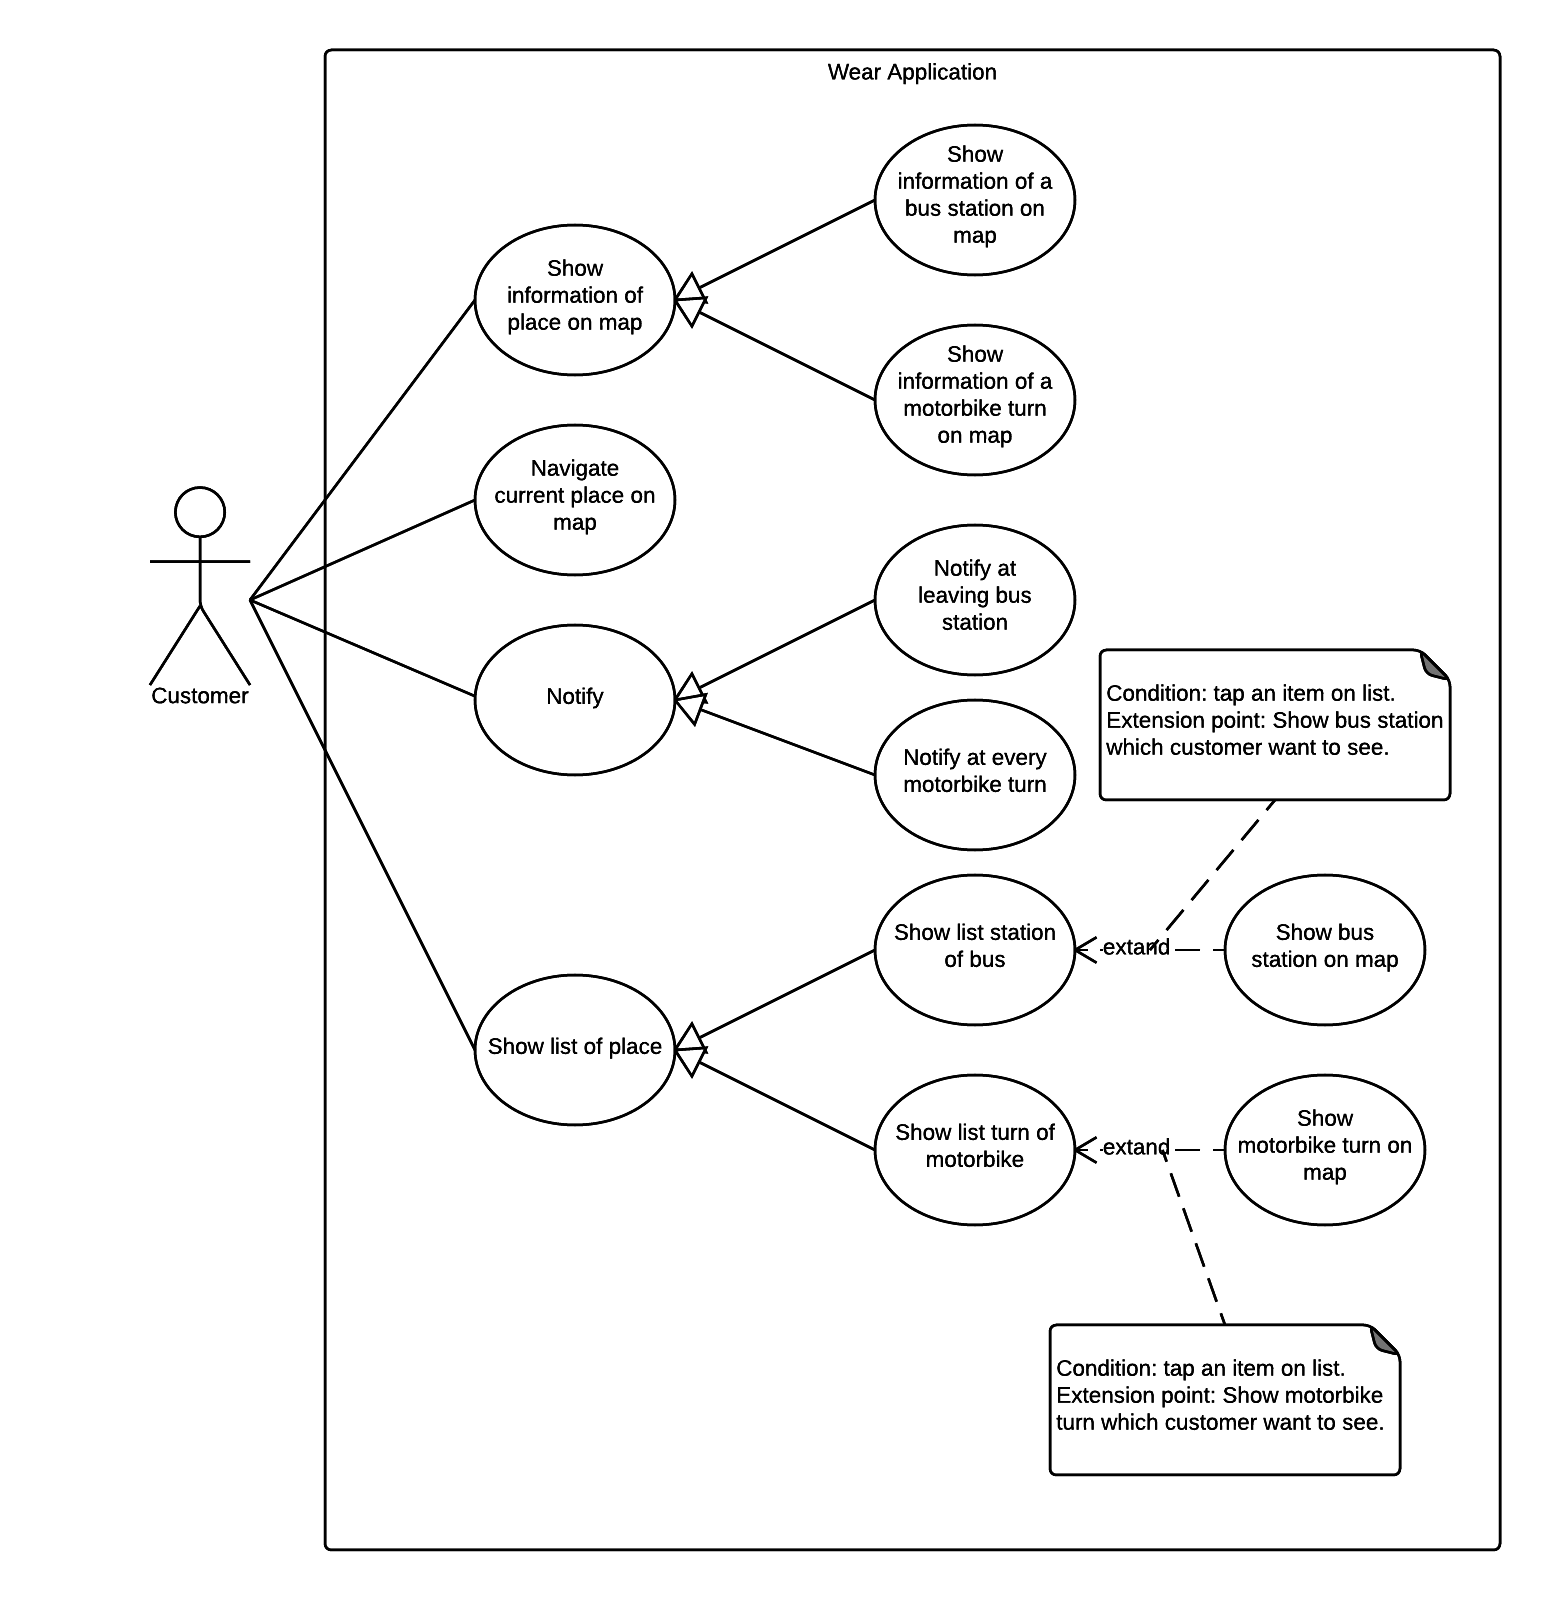 Wear Application
Show
information of a
bus station on
map
Show
information of
place on map
Show
information of a
motorbike turn
on map
Navigate
current place on
map
Notify at
leaving bus
station
Customer
Notify
Condition: tap an item on list.
Extension point: Show bus station
which customer want to see.
Notify at every
motorbike turn
Show list station
of bus
extand
Show bus
station on map
Show list of place
Show list turn of
motorbike
extand
Show
motorbike turn on
map
Condition: tap an item on list.
Extension point: Show motorbike
turn which customer want to see.